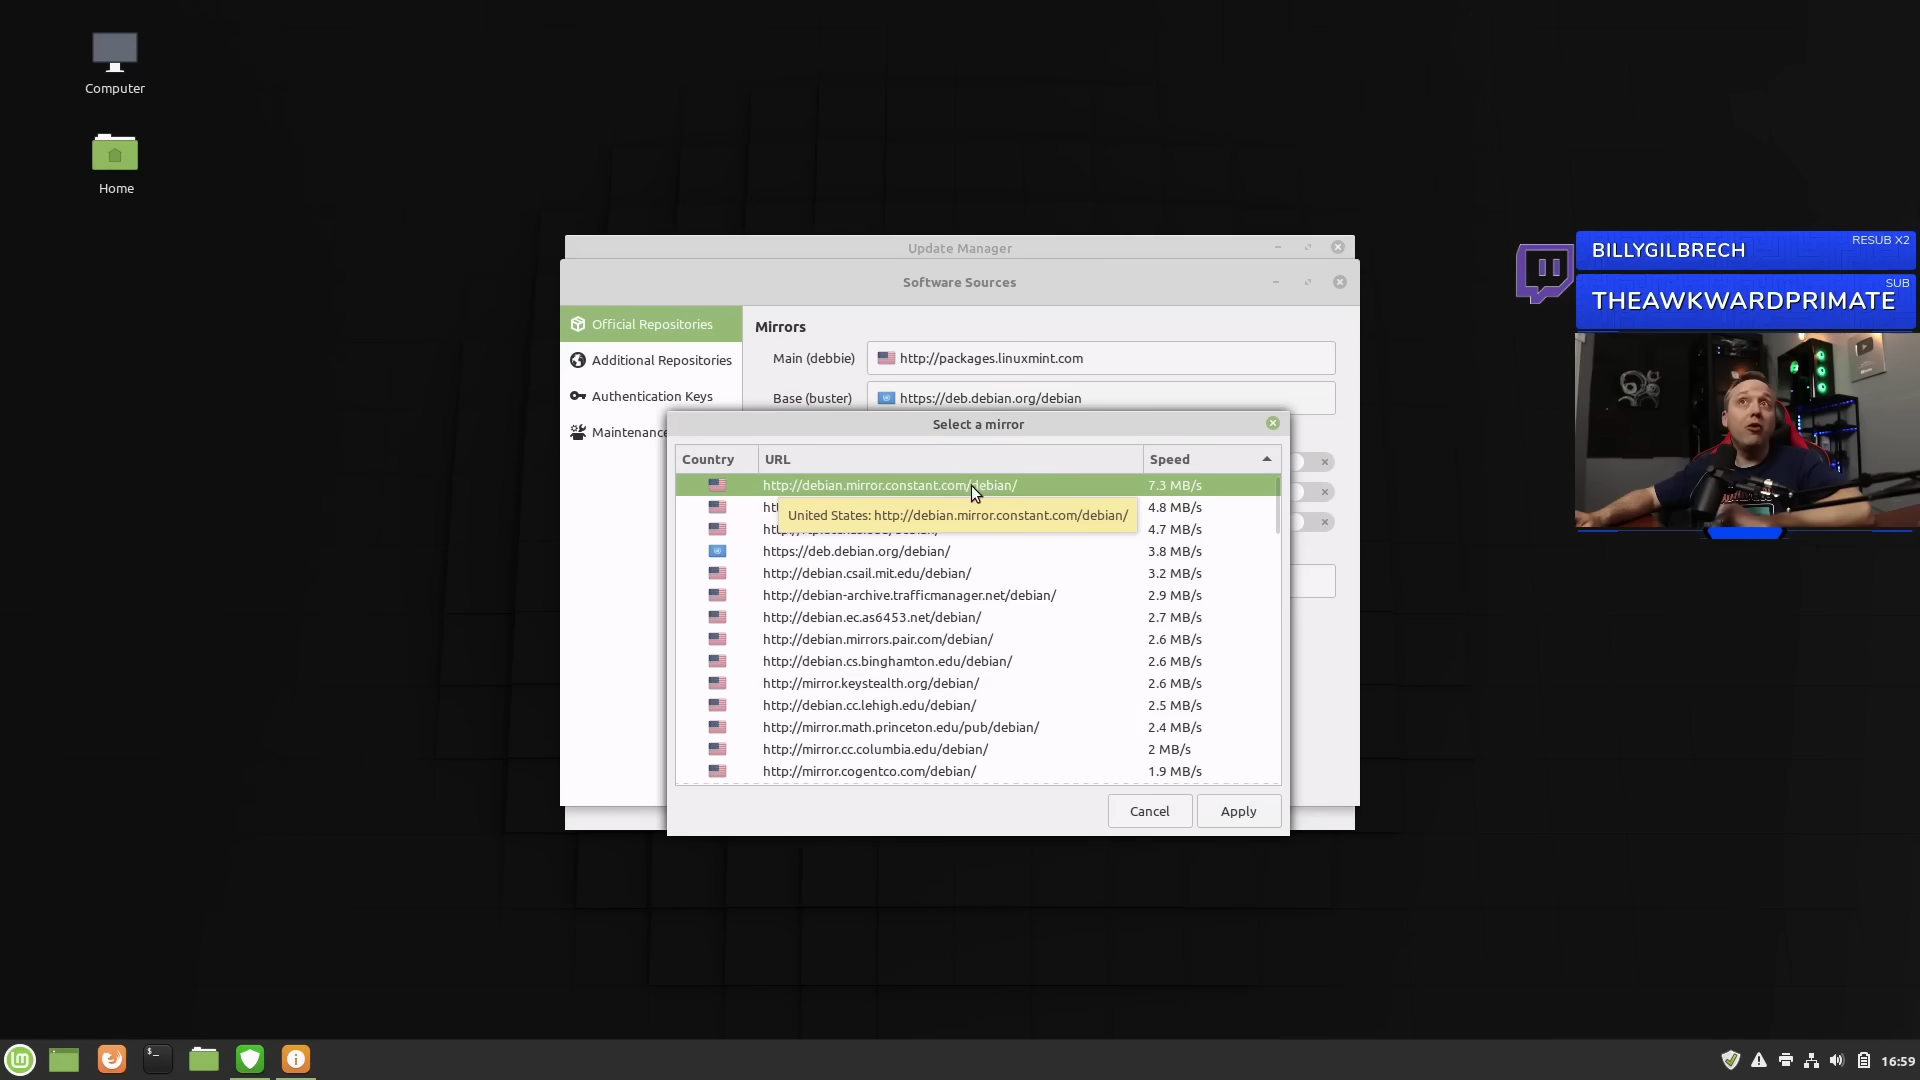 Computer
Home
Update Manager
Software Sources
Official Repositories
Additional Repositories
Authentication Keys
Maintenance
Mirrors
Main (debbie)
http://packages.linuxmint.com
Base (buster)
https://deb.debian.org/debian
Select a mirror
Country URL Speed
http://debian.mirror.constant.com/debian/ 7.3 MB/s
4.8 MB/s
United States: http://debian.mirror.constant.com/debian/
4.7 MB/s
https://deb.debian.org/debian/ 3.8 MB/s
http://debian.csail.mit.edu/debian/ 3.2 MB/s
http://debian-archive.trafficmanager.net/debian/ 2.9 MB/s
http://debian.ec.as6453.net/debian/ 2.7 MB/s
http://debian.mirrors.pair.com/debian/ 2.6 MB/s
http://debian.cs.binghamton.edu/debian/ 2.6 MB/s
http://mirror.keystealth.org/debian/ 2.6 MB/s
http://debian.cc.lehigh.edu/debian/ 2.5 MB/s
http://mirror.math.princeton.edu/pub/debian/ 2.4 MB/s
http://mirror.cc.columbia.edu/debian/ 2 MB/s
http://mirror.cogentco.com/debian/ 1.9 MB/s
Cancel
Apply
BILLYGILBRECH
RESUB X2
SUB
THEAWKWARDPRIMATE
16:59